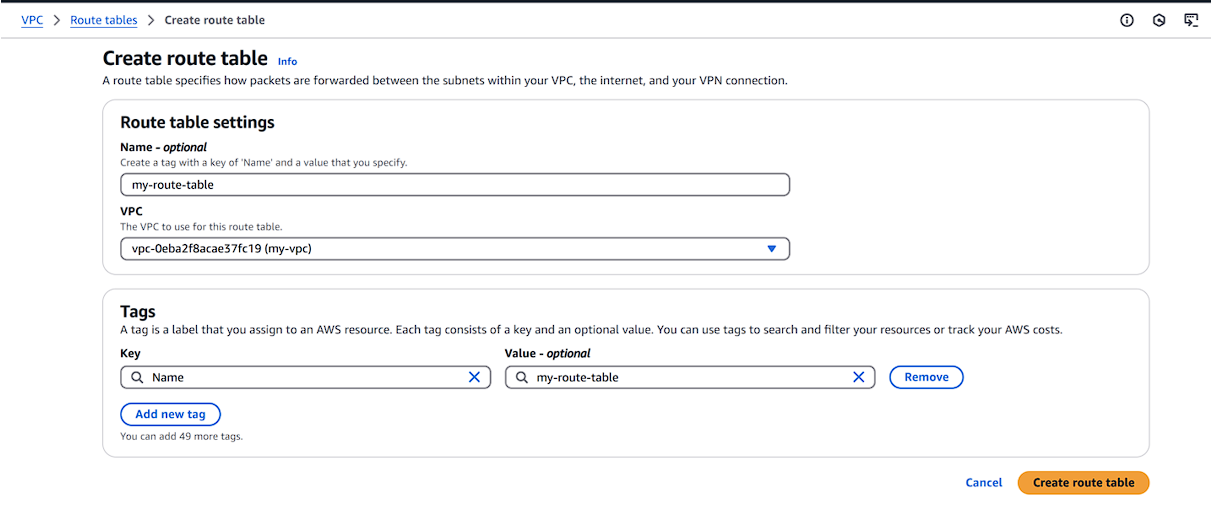 VPC > Route tables > Create route table
Create route table Info
A route table specifies how packets are forwarded between the subnets within your VPC, the internet, and your VPN connection.
Route table settings
Name - optional
Create a tag with a key of 'Name' and a value that you specify.
my-route-table
VPC
The VPC to use for this route table.
vpc-0eba2f8acae37fc19 (my-vpc)
Tags
A tag is a label that you assign to an AWS resource. Each tag consists of a key and an optional value. You can use tags to search and filter your resources or track your AWS costs.
Key Value - optional
Name my-route-table Remove
Add new tag
You can add 49 more tags.
Cancel Create route table